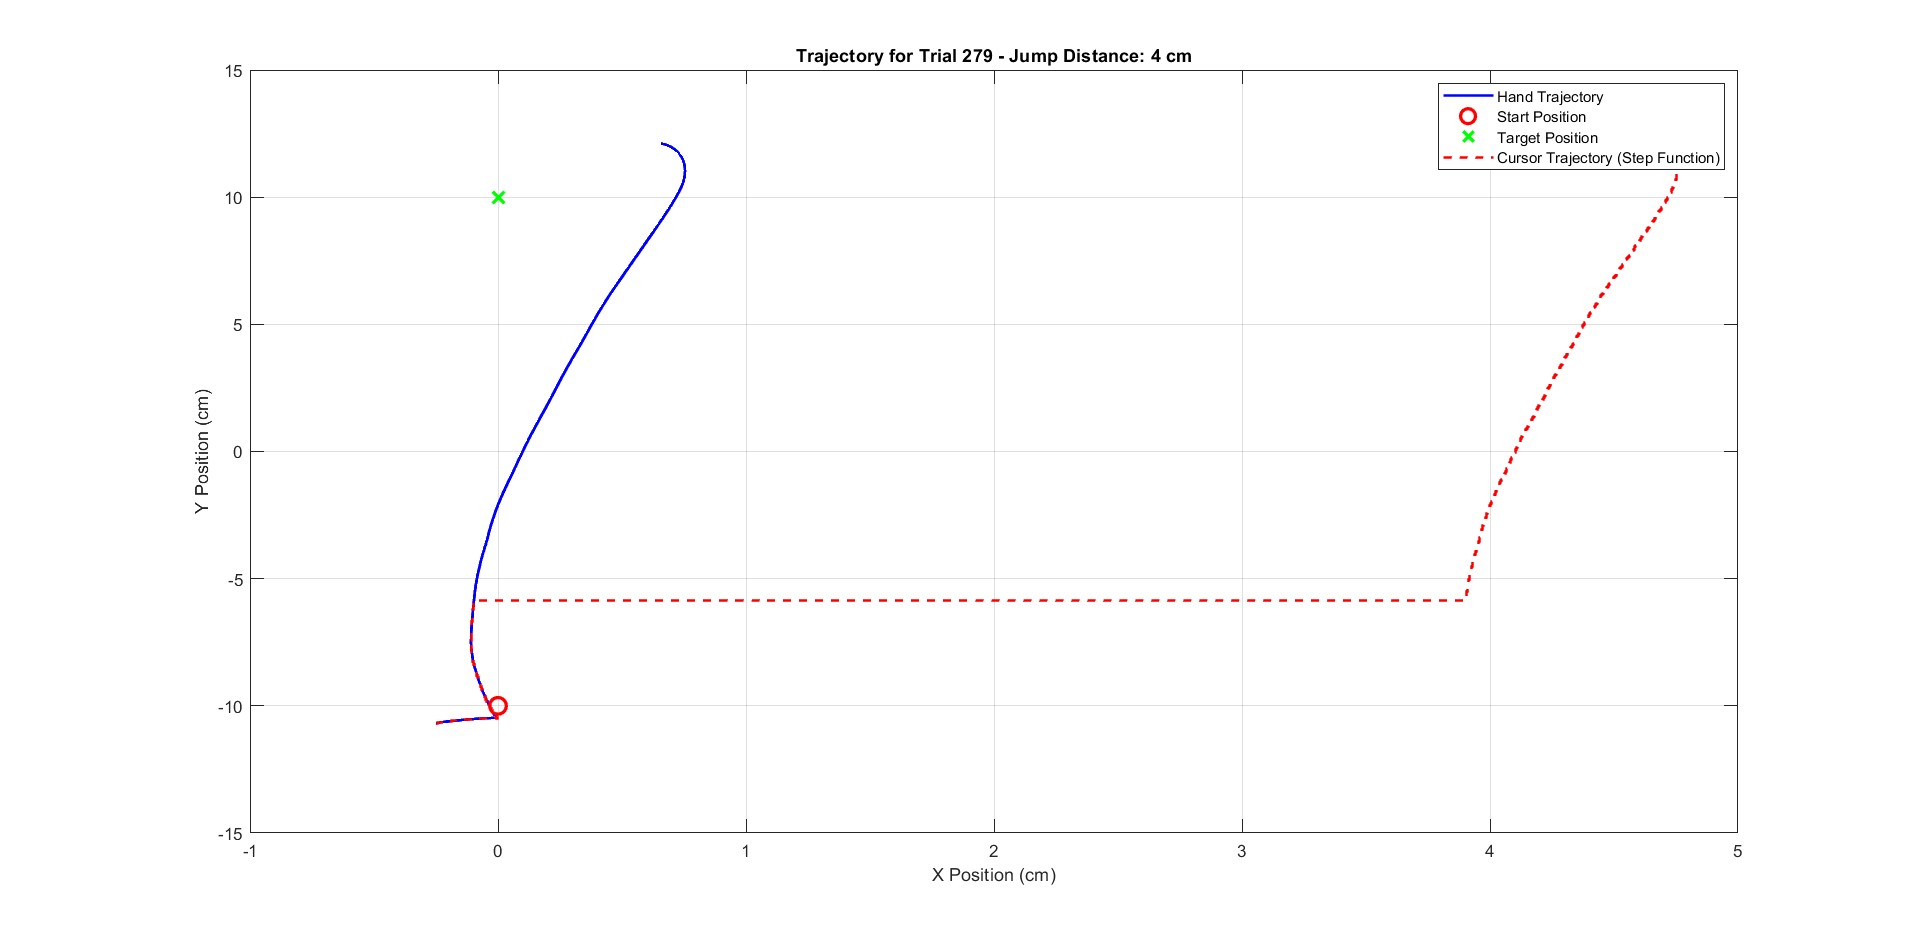 Trajectory for Trial 279 - Jump Distance: 4 cm
Hand Trajectory
Start Position
Target Position
Cursor Trajectory (Step Function)
15
10
5
0
-5
-10
-15
Y Position (cm)
-1
0
1
2
3
4
5
X Position (cm)